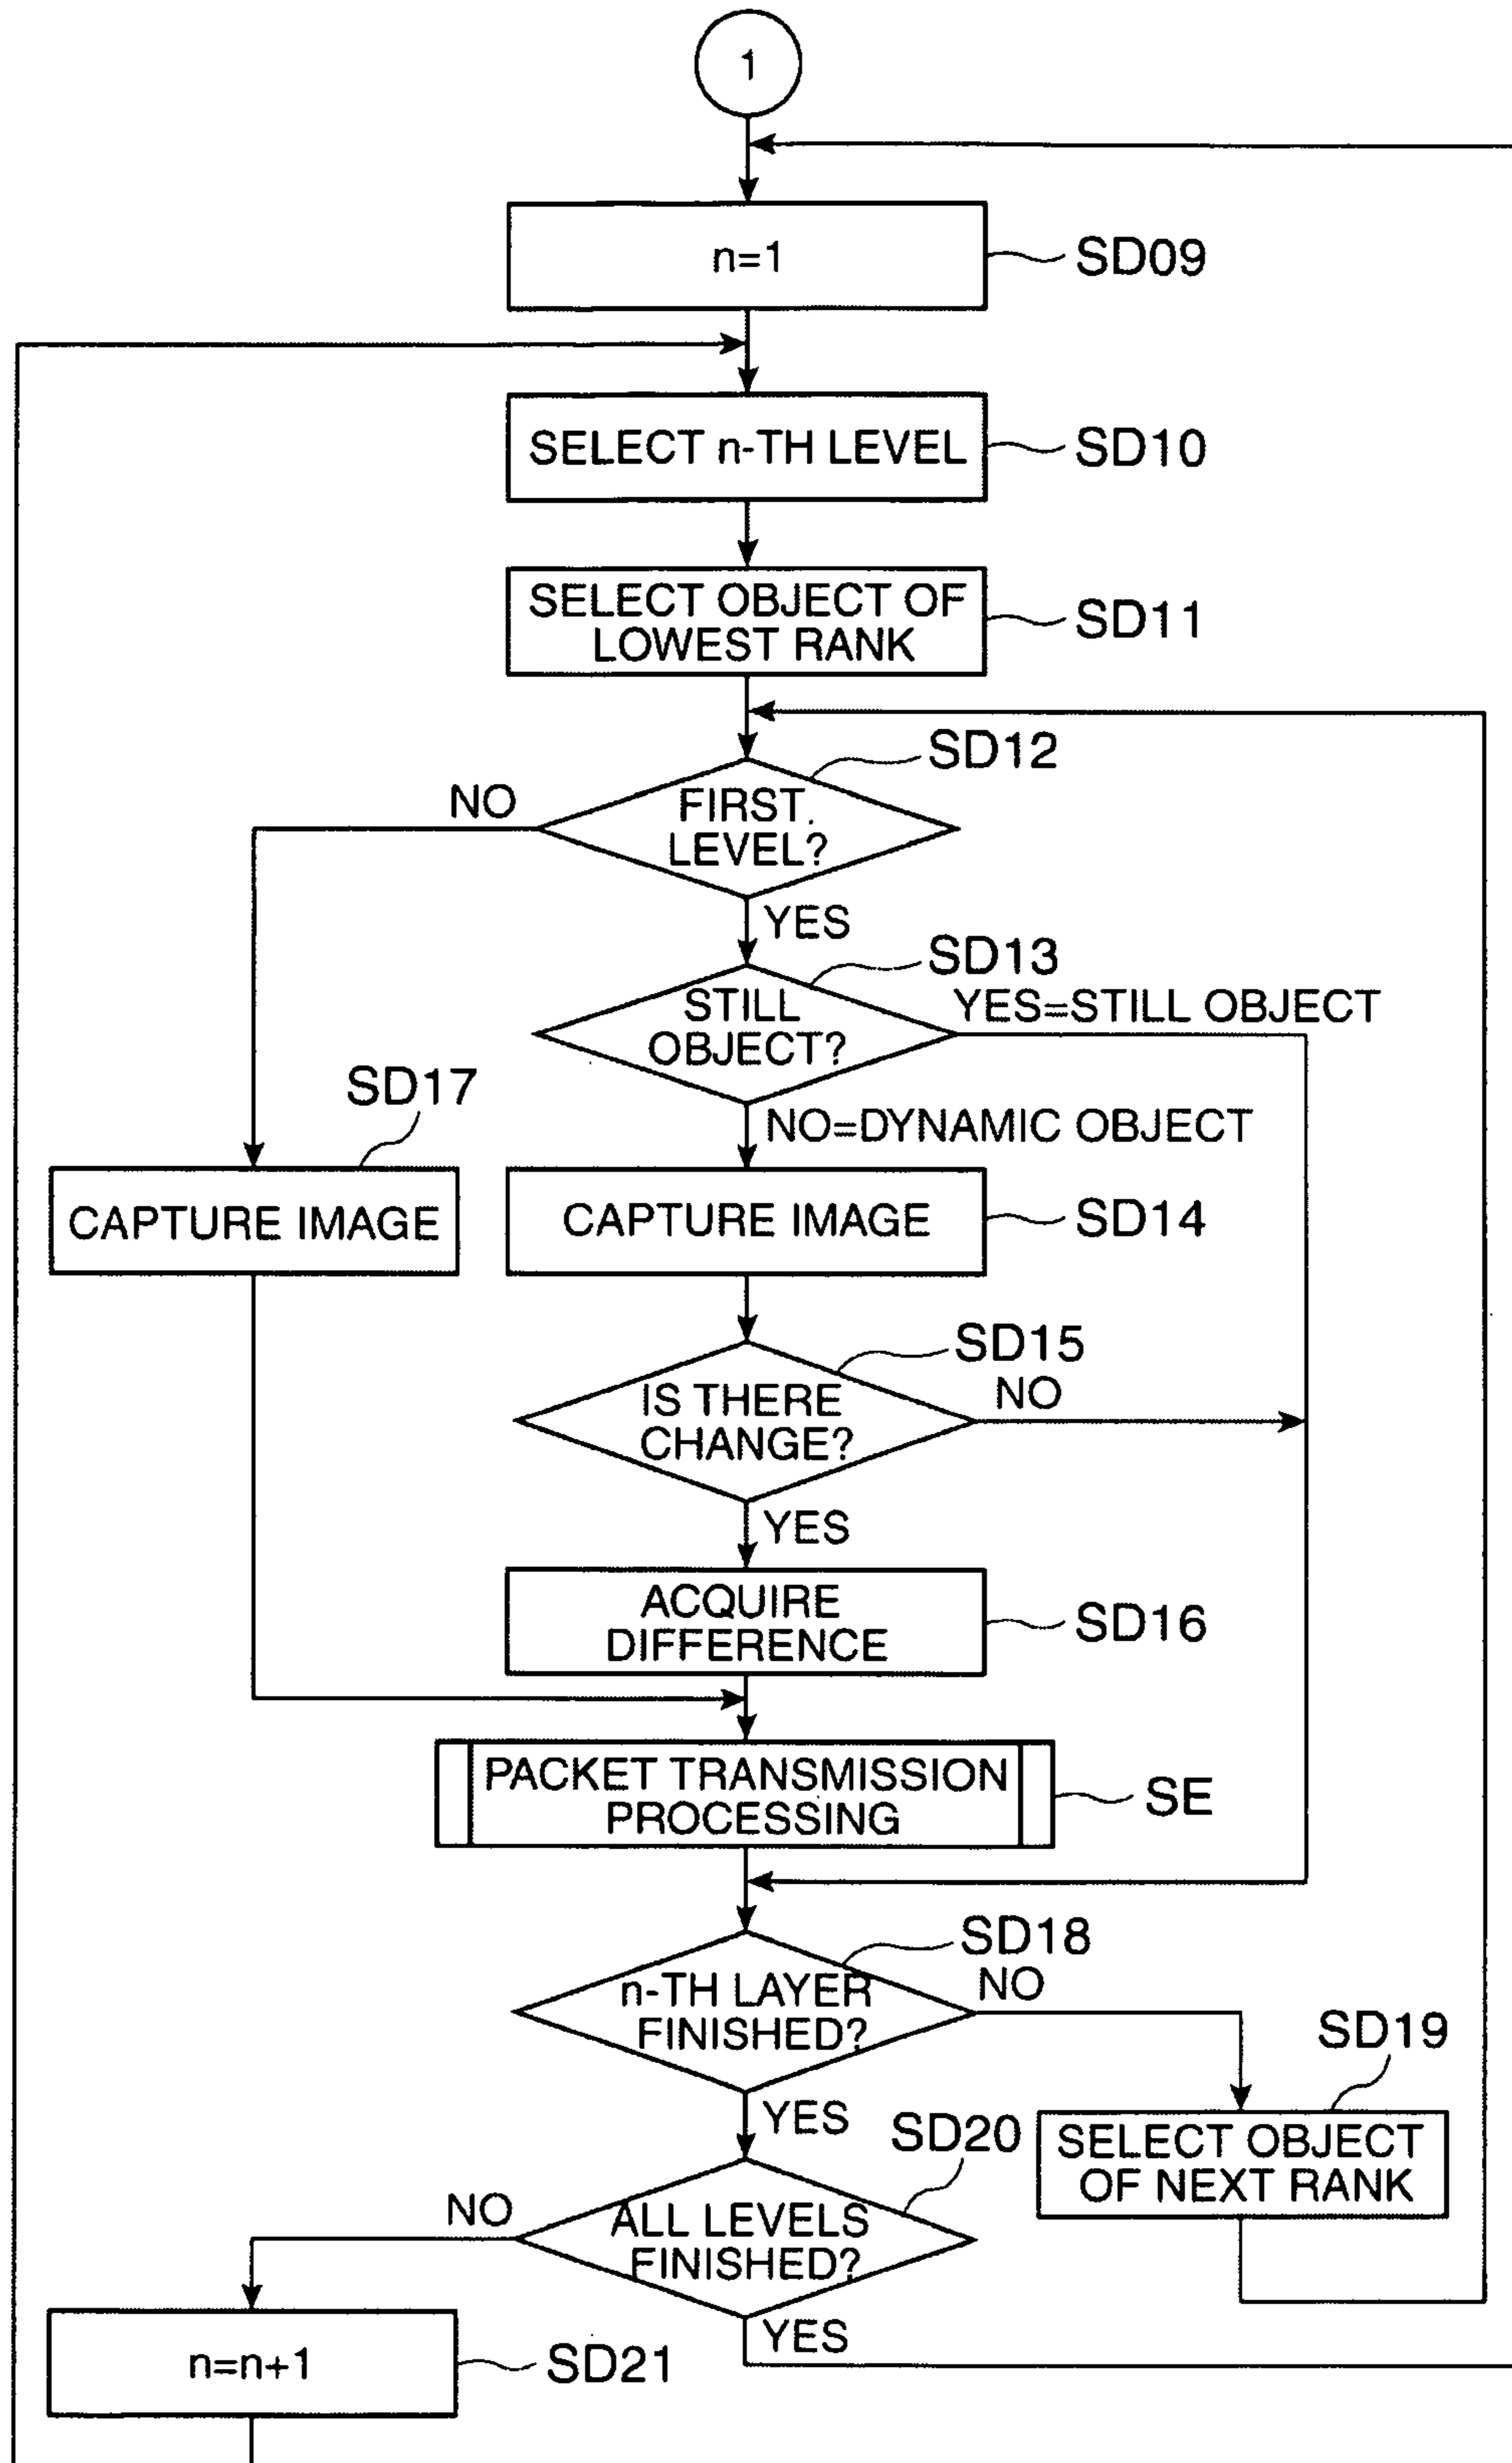 1
n=1
SD09
SELECT n-TH LEVEL
SD10
SELECT OBJECT OF
LOWEST RANK
SD11
SD12
NO
FIRST
LEVEL?
YES
SD13
STILL
OBJECT?
YES=STILL OBJECT
NO=DYNAMIC OBJECT
SD17
CAPTURE IMAGE
CAPTURE IMAGE
SD14
SD15
IS THERE
CHANGE?
NO
YES
ACQUIRE
DIFFERENCE
SD16
PACKET TRANSMISSION
PROCESSING
SE
SD18
n-TH LAYER
FINISHED?
NO
YES
SD19
SELECT OBJECT
OF NEXT RANK
SD20
NO
ALL LEVELS
FINISHED?
YES
n=n+1
SD21